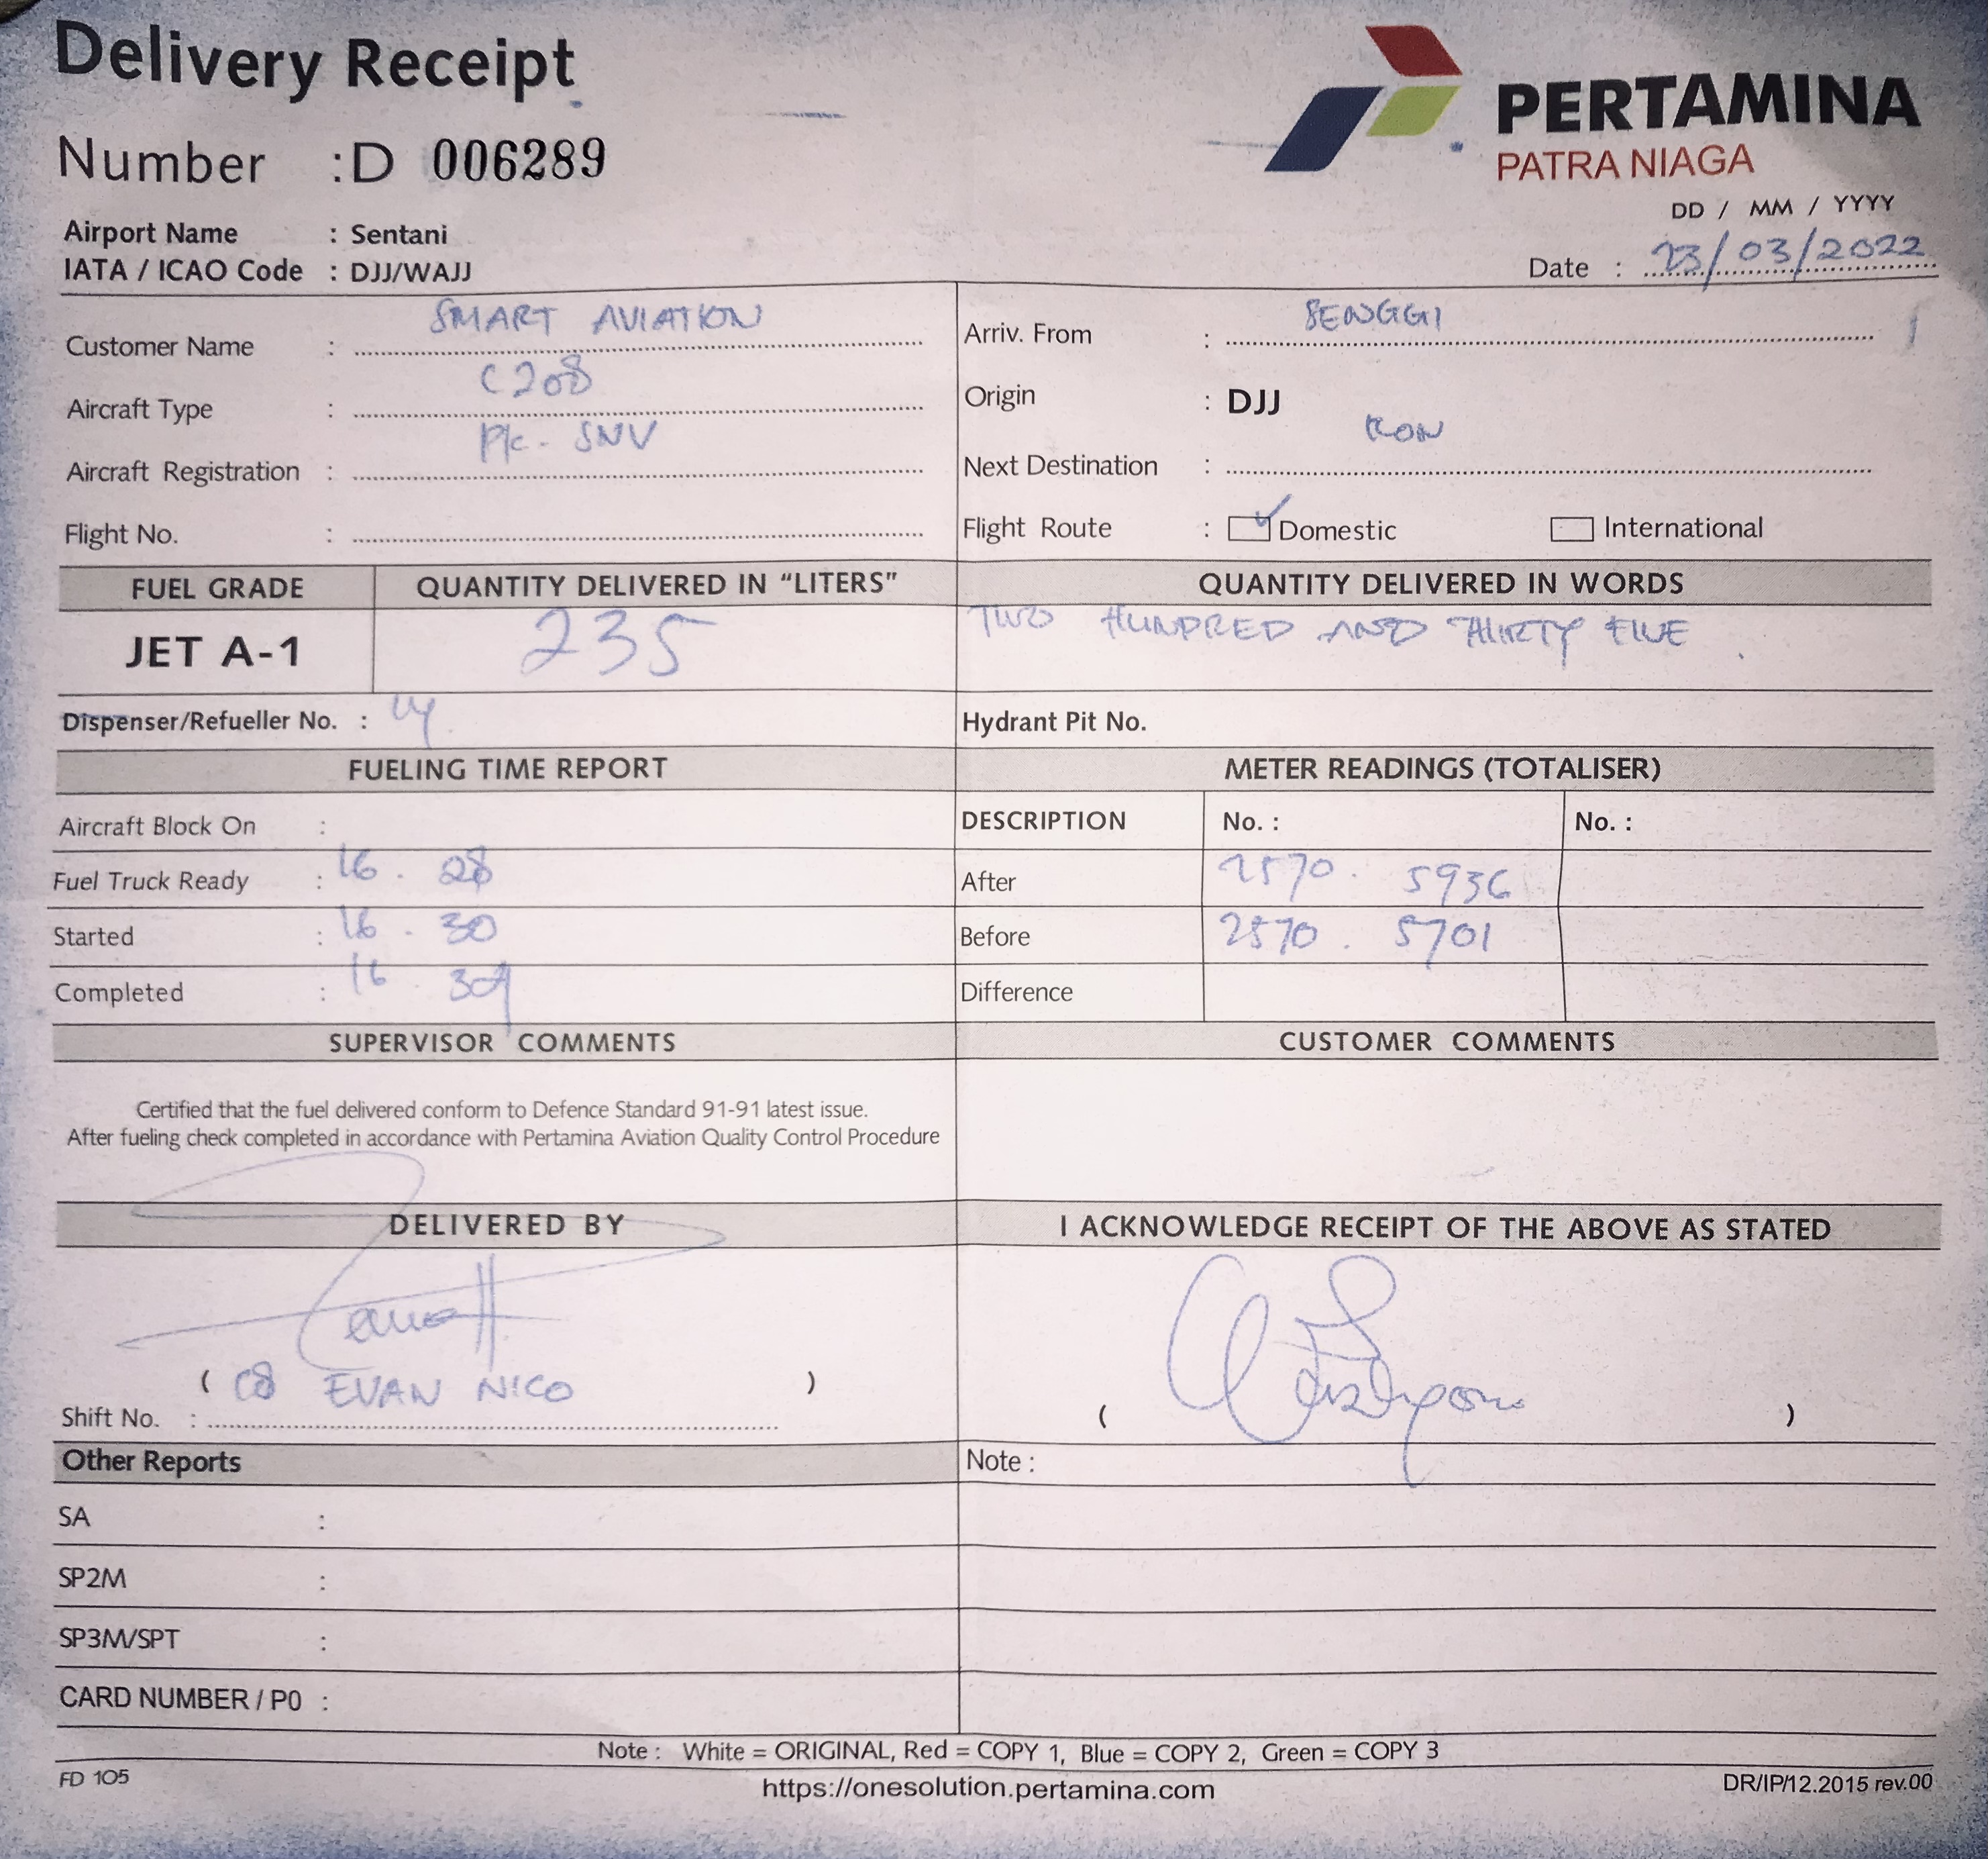 Delivery Receipt
Number : D 006289
PERTAMINA
PATRA NIAGA
Airport Name : Sentani
IATA / ICAO Code : DJJ/WAJJ
DD / MM / YYYY
Date : 23/03/2022
Customer Name : SMART AVIATION
Aircraft Type : C208
Aircraft Registration : PK-SNV
Flight No. :
Arriv. From : SENGGI
Origin : DJJ
Next Destination : RON
Flight Route : Domestic International
FUEL GRADE QUANTITY DELIVERED IN “LITERS” QUANTITY DELIVERED IN WORDS
JET A-1 235 TWO HUNDRED AND THIRTY FIVE
Dispenser/Refueller No. : Hydrant Pit No.
FUELING TIME REPORT METER READINGS (TOTALISER)
Aircraft Block On : DESCRIPTION No. : No. :
Fuel Truck Ready : 16 . 28 After 2570 . 5936
Started : 16 . 30 Before 2570 . 5701
Completed : 16 Difference
SUPERVISOR COMMENTS CUSTOMER COMMENTS
Certified that the fuel delivered conform to Defence Standard 91-91 latest issue.
After fueling check completed in accordance with Pertamina Aviation Quality Control Procedure
DELIVERED BY I ACKNOWLEDGE RECEIPT OF THE ABOVE AS STATED
( 08 EVAN NICO )
Shift No. :
( )
Other Reports Note :
SA :
SP2M :
SP3M/SPT :
CARD NUMBER / P0 :
Note : White = ORIGINAL, Red = COPY 1, Blue = COPY 2, Green = COPY 3
FD 105 https://onesolution.pertamina.com DR/IP/12.2015 rev.00